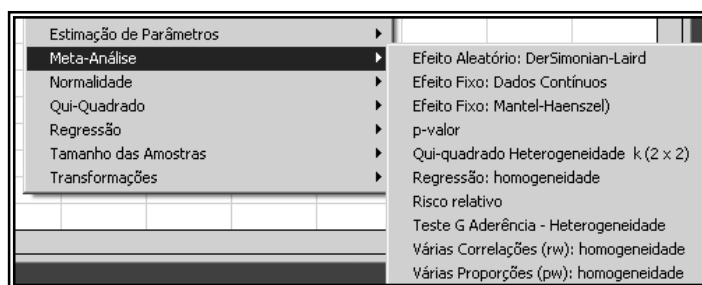 Estimação de Parâmetros
Meta-Análise
Normalidade
Qui-Quadrado
Regressão
Tamanho das Amostras
Transformações
Efeito Aleatório: DerSimonian-Laird
Efeito Fixo: Dados Contínuos
Efeito Fixo: Mantel-Haenszel)
p-valor
Qui-quadrado Heterogeneidade k (2 x 2)
Regressão: homogeneidade
Risco relativo
Teste G Aderência - Heterogeneidade
Várias Correlações (rw): homogeneidade
Várias Proporções (pw): homogeneidade